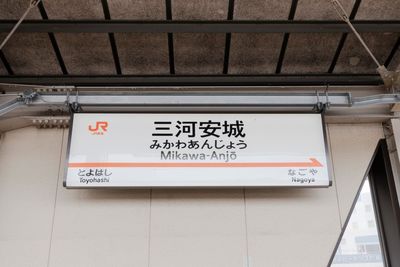 JR
三河安城
みかわあんじょう
Mikawa-Anjō
とよはし
Toyohashi
なごや
Nagoya